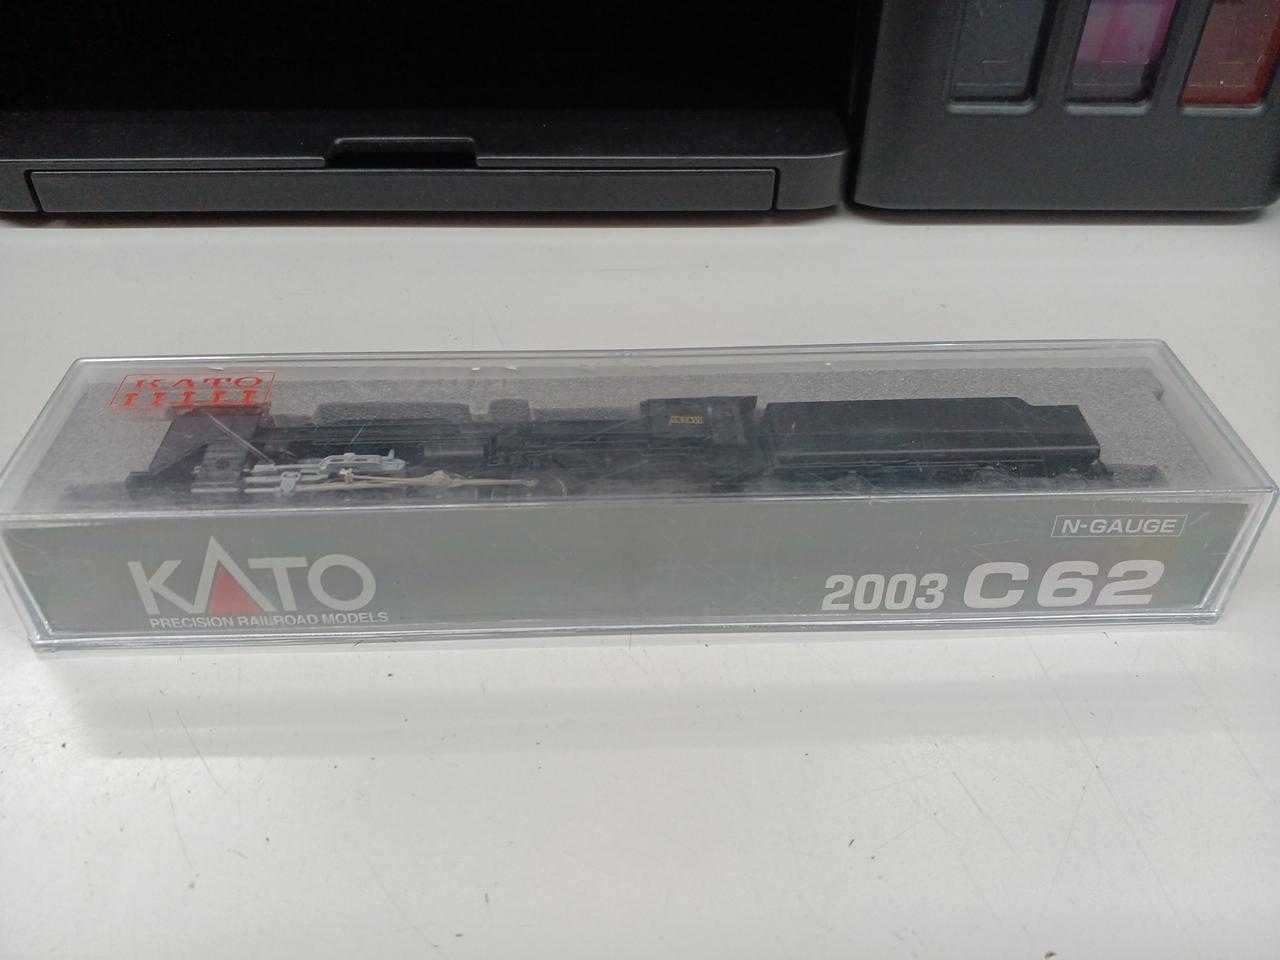 KATO
KATO
PRECISION RAILROAD MODELS
N-GAUGE
2003 C62